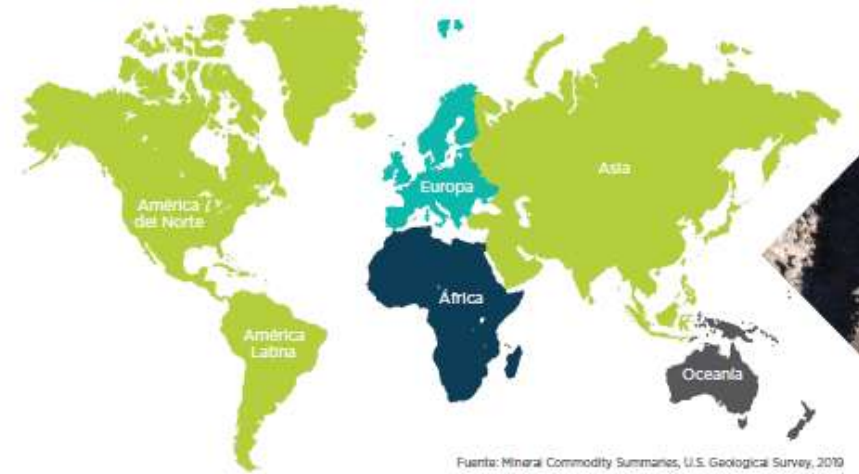 Europa
Asia
América
del Norte
África
América
Latina
Oceanía
Fuente: Mineral Commodity Summaries, U.S. Geological Survey, 2019